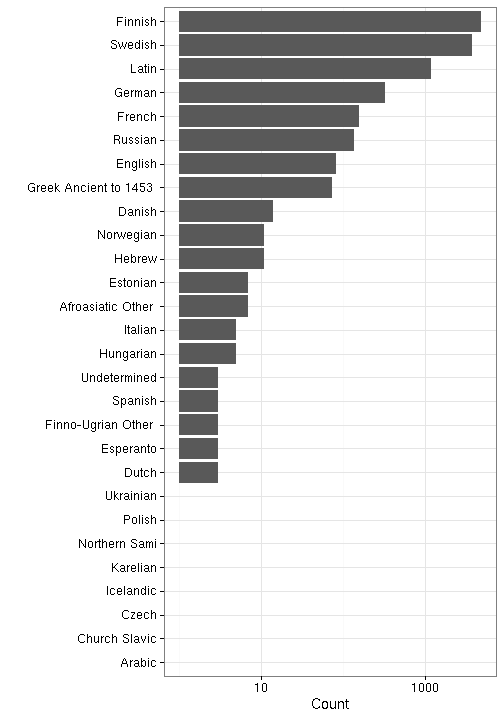 Finnish
Swedish
Latin
German
French
Russian
English
Greek Ancient to 1453
Danish
Norwegian
Hebrew
Estonian
Afroasiatic Other
Italian
Hungarian
Undetermined
Spanish
Finno-Ugrian Other
Esperanto
Dutch
Ukrainian
Polish
Northern Sami
Karelian
Icelandic
Czech
Church Slavic
Arabic
10 1000
Count